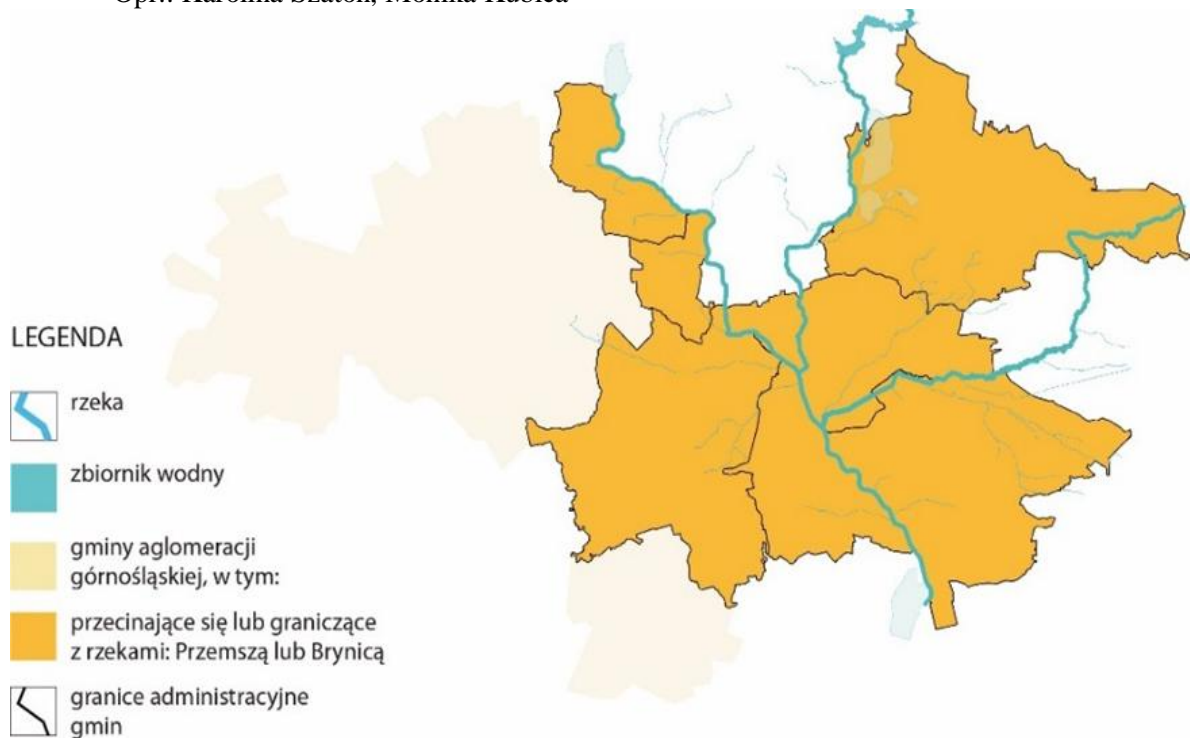 LEGENDA
rzeka
zbiornik wodny
gminy aglomeracji
górnośląskiej, w tym:
przecinające się lub graniczące
z rzekami: Przemszą lub Brynicą
granice administracyjne
gmin